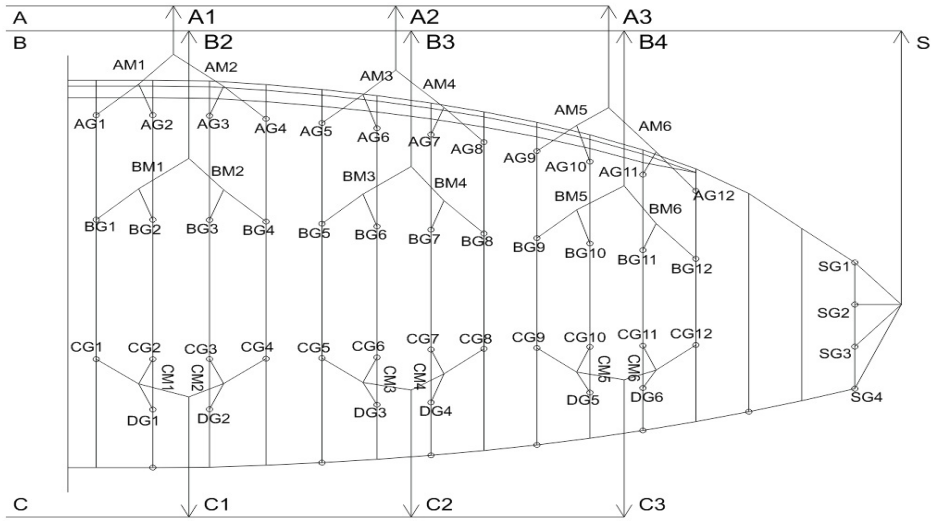 A A1 A2 A3
B B2 B3 B4 S
AM1 AM2 AM3 AM4 AM5 AM6
AG1 AG2 AG3 AG4 AG5 AG6 AG7 AG8 AG9 AG10 AG11 AG12
BM1 BM2 BM3 BM4 BM5 BM6
BG1 BG2 BG3 BG4 BG5 BG6 BG7 BG8 BG9 BG10 BG11 BG12
SG1
SG2
SG3
SG4
CG1 CG2 CG3 CG4 CG5 CG6 CG7 CG8 CG9 CG10 CG11 CG12
CM1 CM2 CM3 CM4 CM5 CM6
DG1 DG2 DG3 DG4 DG5 DG6
C C1 C2 C3